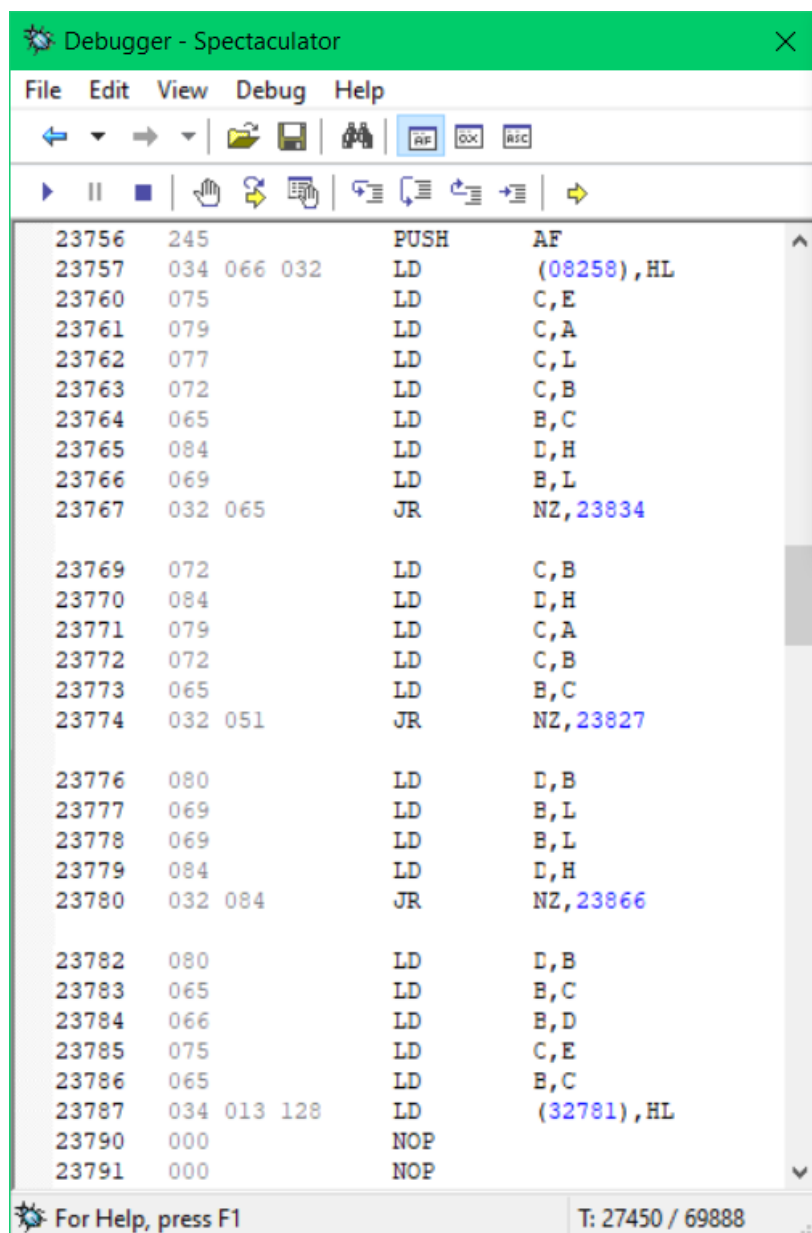 Debugger - Spectaculator
File Edit View Debug Help
AF 0X ASC
23756 245 PUSH AF
23757 034 066 032 LD (08258),HL
23760 075 LD C,E
23761 079 LD C,A
23762 077 LD C,L
23763 072 LD C,B
23764 065 LD B,C
23765 084 LD D,H
23766 069 LD B,L
23767 032 065 JR NZ,23834
23769 072 LD C,B
23770 084 LD D,H
23771 079 LD C,A
23772 072 LD C,B
23773 065 LD B,C
23774 032 051 JR NZ,23827
23776 080 LD D,B
23777 069 LD B,L
23778 069 LD B,L
23779 084 LD D,H
23780 032 084 JR NZ,23866
23782 080 LD D,B
23783 065 LD B,C
23784 066 LD B,D
23785 075 LD C,E
23786 065 LD B,C
23787 034 013 128 LD (32781),HL
23790 000 NOP
23791 000 NOP
For Help, press F1 T: 27450 / 69888